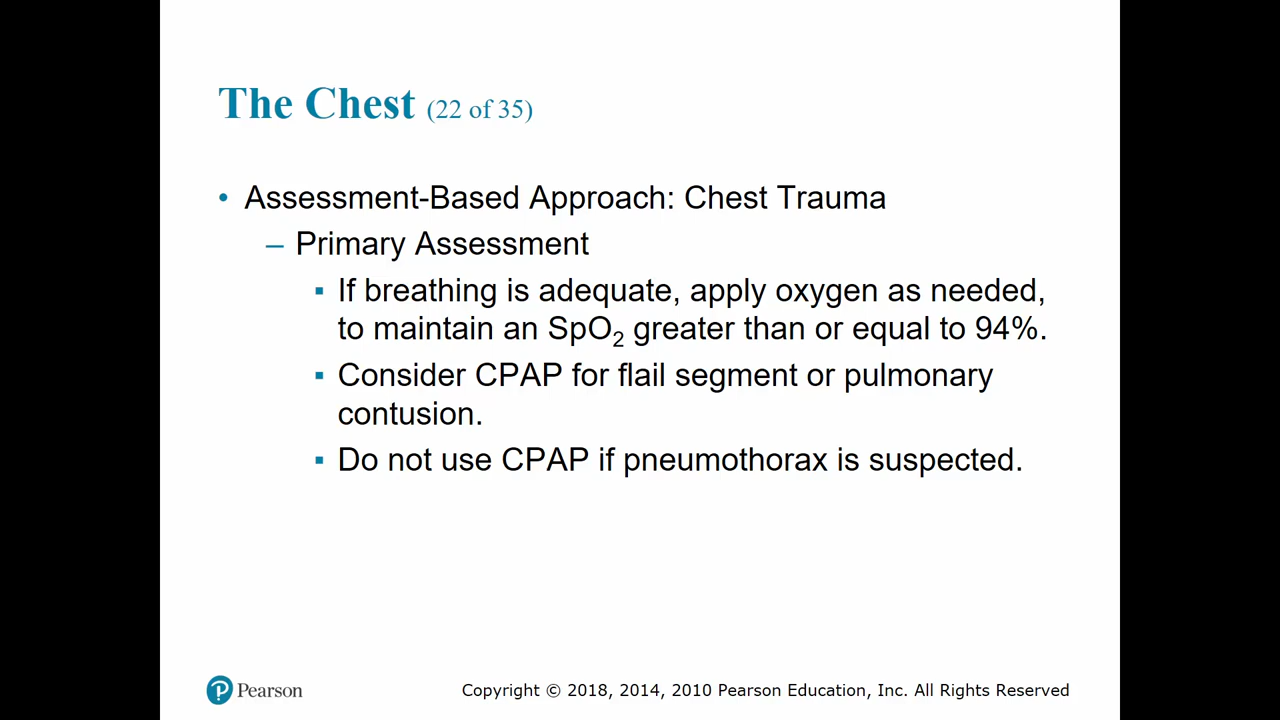 The Chest (22 of 35)
• Assessment-Based Approach: Chest Trauma
– Primary Assessment
▪ If breathing is adequate, apply oxygen as needed,
to maintain an SpO₂ greater than or equal to 94%.
▪ Consider CPAP for flail segment or pulmonary
contusion.
▪ Do not use CPAP if pneumothorax is suspected.
Pearson
Copyright © 2018, 2014, 2010 Pearson Education, Inc. All Rights Reserved